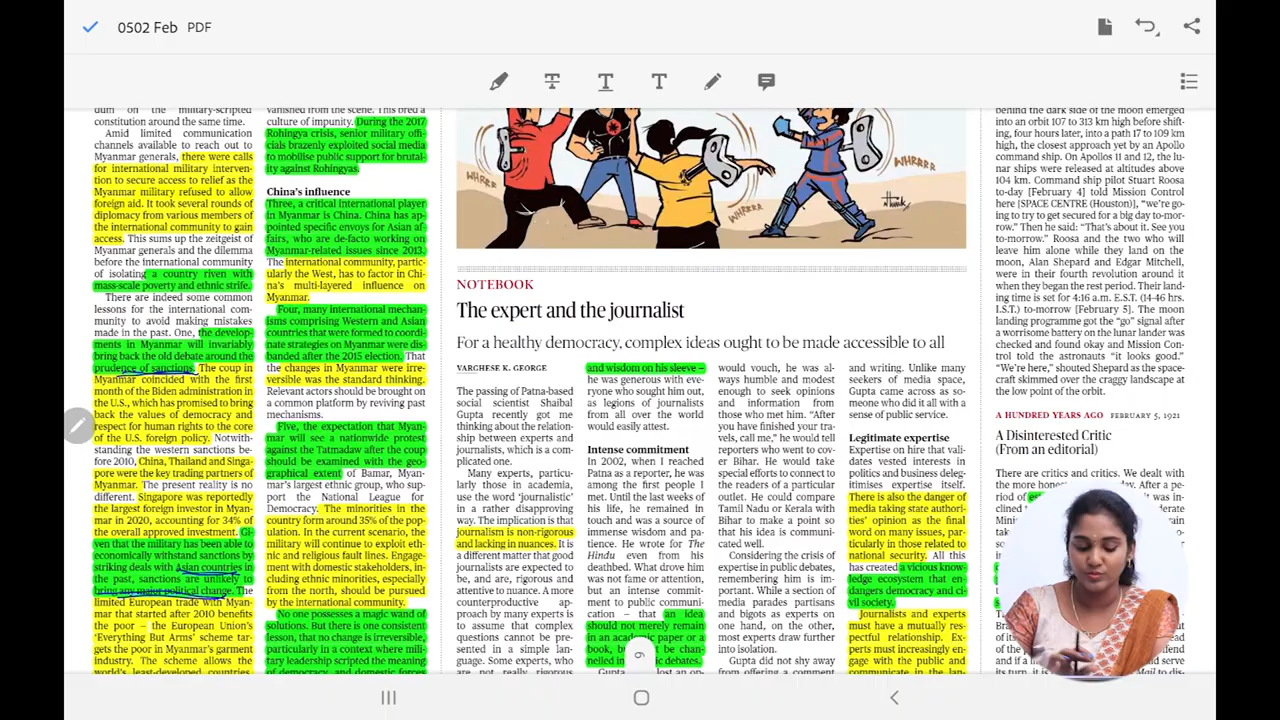 0502 Feb PDF
dum on the military-scripted
constitution around the same time.
Amid limited communication
channels available to reach out to
Myanmar generals, there were calls
for international military interven-
tion to secure access to relief as the
Myanmar military refused to allow
foreign aid. It took several rounds of
diplomacy from various members of
the international community to gain
access. This sums up the zeitgeist of
Myanmar generals and the dilemma
before the international community
of isolating a country riven with
mass-scale poverty and ethnic strife.
There are indeed some common
lessons for the international com-
munity to avoid making mistakes
made in the past. One, the develop-
ments in Myanmar will invariably
bring back the old debate around the
prudence of sanctions. The coup in
Myanmar coincided with the first
month of the Biden administration in
the U.S., which has promised to bring
back the values of democracy and
respect for human rights to the core
of the U.S. foreign policy. Notwith-
standing the western sanctions be-
fore 2010, China, Thailand and Singa-
pore were the key trading partners of
Myanmar. The present reality is no
different. Singapore was reportedly
the largest foreign investor in Myan-
mar in 2020, accounting for 34% of
the overall approved investment. Gi-
ven that the military has been able to
economically withstand sanctions by
striking deals with Asian countries in
the past, sanctions are unlikely to
bring any major political change. The
limited European trade with Myan-
mar that started after 2010 benefits
the poor – the European Union's
'Everything But Arms' scheme tar-
gets the poor in Myanmar's garment
industry. The scheme allows the
world's least-developed countries,
vanished from the scene. This bred a
culture of impunity. During the 2017
Rohingya crisis, senior military offi-
cials brazenly exploited social media
to mobilise public support for brutal-
ity against Rohingyas.
China's influence
Three, a critical international player
in Myanmar is China. China has ap-
pointed specific envoys for Asian af-
fairs, who are de-facto working on
Myanmar-related issues since 2013.
The international community, partic-
ularly the West, has to factor in Chi-
na's multi-layered influence on
Myanmar.
Four, many international mechan-
isms comprising Western and Asian
countries that were formed to coordi-
nate strategies on Myanmar were dis-
banded after the 2015 election. That
the changes in Myanmar were irre-
versible was the standard thinking.
Relevant actors should be brought on
a common platform by reviving past
mechanisms.
Five, the expectation that Myan-
mar will see a nationwide protest
against the Tatmadaw after the coup
should be examined with the geo-
graphical extent of Bamar, Myan-
mar's largest ethnic group, who sup-
port the National League for
Democracy. The minorities in the
country form around 35% of the pop-
ulation. In the current scenario, the
military will continue to exploit eth-
nic and religious fault lines. Engage-
ment with domestic stakeholders, in-
cluding ethnic minorities, especially
from the north, should be pursued
by the international community.
No one possesses a magic wand of
solutions. But there is one consistent
lesson, that no change is irreversible,
particularly in a context where mi-
litary leadership scripted the meaning
of democracy, and domestic forces
WHRRR
WHRRR
WHRRR
WHRRR
NOTEBOOK
The expert and the journalist
For a healthy democracy, complex ideas ought to be made accessible to all
VARGHESE K. GEORGE
The passing of Patna-based
social scientist Shaibal
Gupta recently got me
thinking about the relation-
ship between experts and
journalists, which is a com-
plicated one.
Many experts, particu-
larly those in academia,
use the word 'journalistic'
in a rather disapproving
way. The implication is that
journalism is non-rigorous
and lacking in nuances. It is
a different matter that good
journalists are expected to
be, and are, rigorous and
attentive to nuance. A more
counterproductive ap-
proach by many experts is
to assume that complex
questions cannot be pre-
sented in a simple lan-
guage. Some experts, who
are not really rigorous
and wisdom on his sleeve –
he was generous with eve-
ryone who sought him out,
as legions of journalists
from all over the world
would easily attest.
Intense commitment
In 2002, when I reached
Patna as a reporter, he was
among the first people I
met. Until the last weeks of
his life, he remained in
touch and was a source of
immense wisdom and pa-
tience. He wrote for The
Hindu even from his
deathbed. What drove him
was not fame or attention,
but an intense commit-
ment to public communi-
cation – that an idea
should not merely remain
in an academic paper or a
book, but be chan-
nelled in debates.
Gupta lost an op-
would vouch, he was al-
ways humble and modest
enough to seek opinions
and information from
those who met him. "After
you have finished your tra-
vels, call me," he would tell
reporters who went to cov-
er Bihar. He would take
special efforts to connect to
the readers of a particular
outlet. He could compare
Tamil Nadu or Kerala with
Bihar to make a point so
that his idea is communi-
cated well.
Considering the crisis of
expertise in public debates,
remembering him is im-
portant. While a section of
media parades partisans
and bigots as experts on
one hand, on the other,
most experts draw further
into isolation.
Gupta did not shy away
from offering a comment
and writing. Unlike many
seekers of media space,
Gupta came across as so-
meone who did it all with a
sense of public service.
Legitimate expertise
Expertise on hire that vali-
dates vested interests in
politics and business deleg-
itimises expertise itself.
There is also the danger of
media taking state authori-
ties' opinion as the final
word on many issues, par-
ticularly in those related to
national security. All this
has created a vicious know-
ledge ecosystem that en-
dangers democracy and ci-
vil society.
Journalists and experts
must have a mutually res-
pectful relationship. Ex-
perts must increasingly en-
gage with the public and
communicate in the lan-
behind the dark side of the moon emerged
into an orbit 107 to 313 km high before shift-
ing, four hours later, into a path 17 to 109 km
high, the closest approach yet by an Apollo
command ship. On Apollos 11 and 12, the lu-
nar ships were released at altitudes above
104 km. Command ship pilot Stuart Roosa
to-day [February 4] told Mission Control
here [SPACE CENTRE (Houston)], "we're go-
ing to try to get secured for a big day to-mor-
row." Then he said: "That's about it. See you
to-morrow." Roosa and the two who will
leave him alone while they land on the
moon, Alan Shepard and Edgar Mitchell,
were in their fourth revolution around it
when they began the rest period. Their land-
ing time is set for 4:16 a.m. E.S.T. (14-46 hrs.
I.S.T.) to-morrow [February 5]. The moon
landing programme got the "go" signal after
a worrisome battery on the lunar lander was
checked and found okay and Mission Con-
trol told the astronauts "it looks good."
"We're here," shouted Shepard as the space-
craft skimmed over the craggy landscape at
the low point of the orbit.
A HUNDRED YEARS AGO FEBRUARY 5, 1921
A Disinterested Critic
(From an editorial)
There are critics and critics. We dealt with
the more
period of it was in-